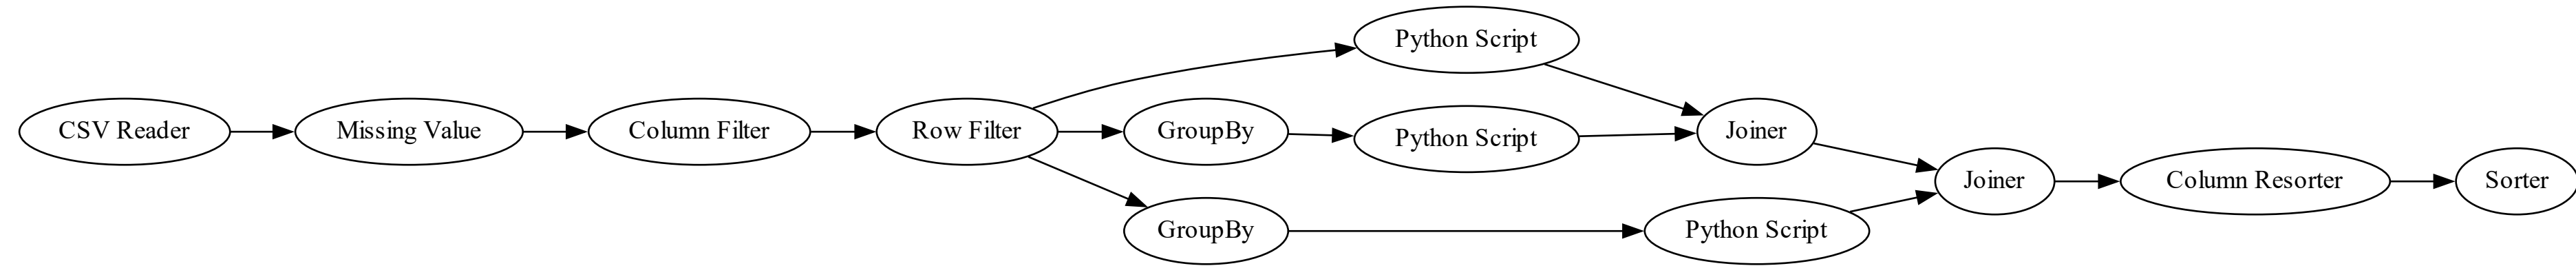 CSV Reader
Missing Value
Column Filter
Row Filter
Python Script
GroupBy
Python Script
GroupBy
Python Script
Joiner
Joiner
Column Resorter
Sorter